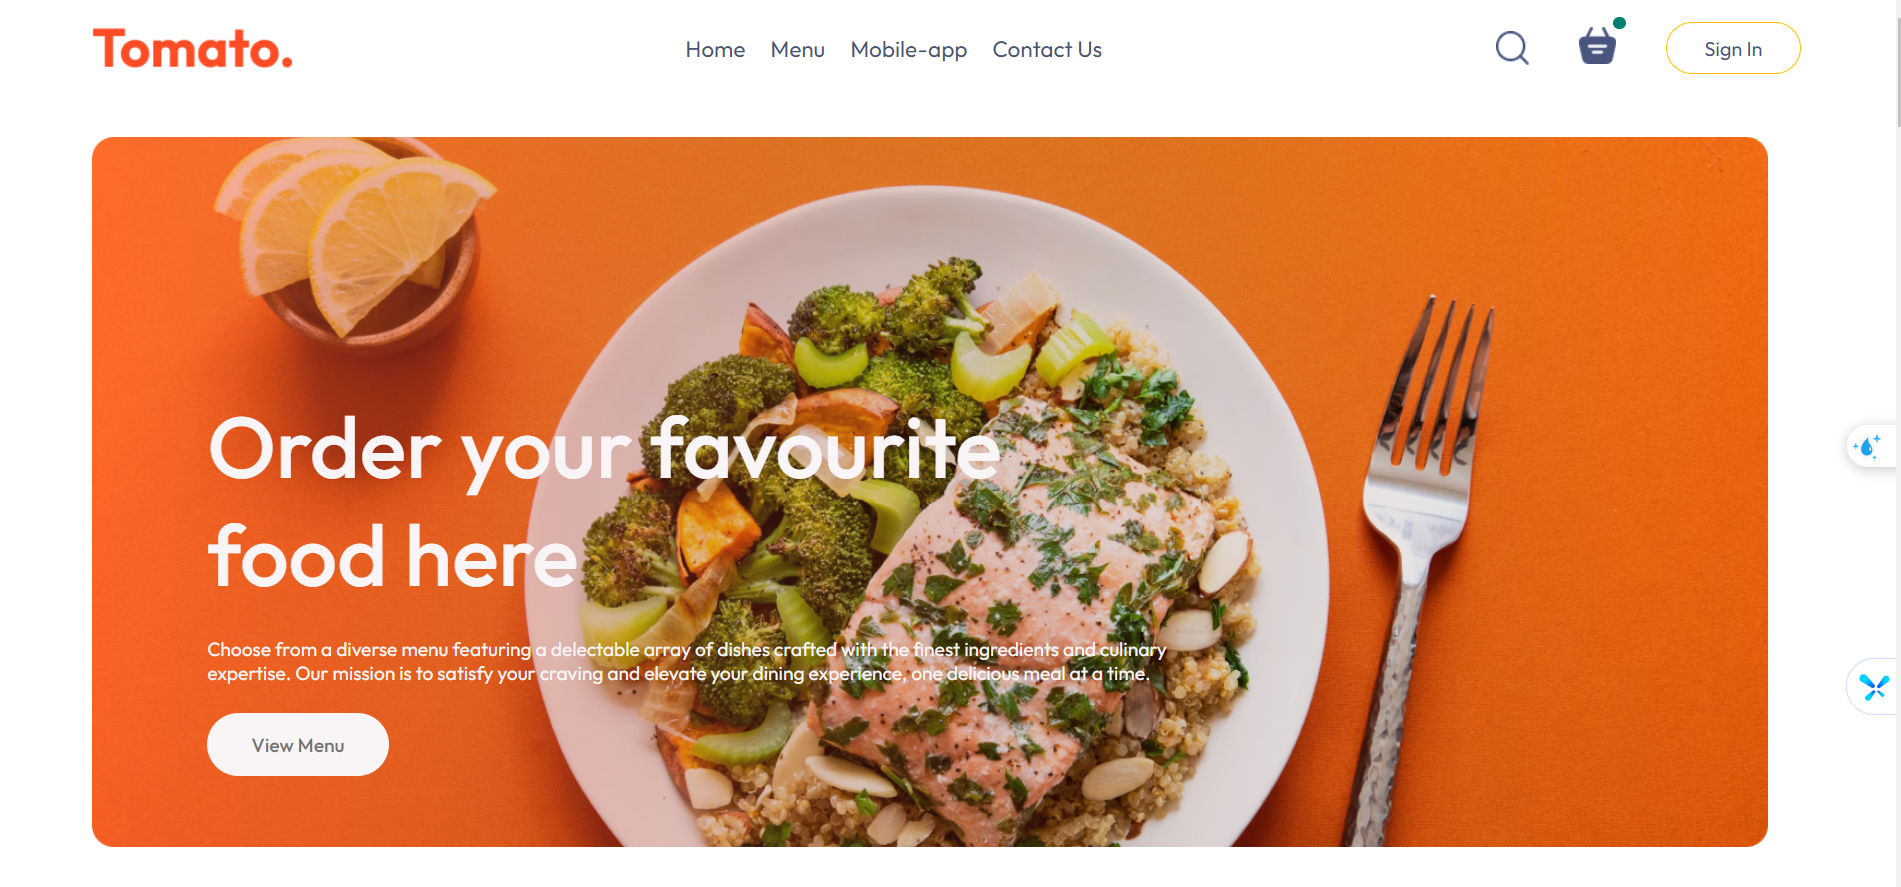 Tomato.
Home Menu Mobile-app Contact Us
Sign In
Order your favourite
food here
Choose from a diverse menu featuring a delectable array of dishes crafted with the finest ingredients and culinary
expertise. Our mission is to satisfy your craving and elevate your dining experience, one delicious meal at a time.
View Menu